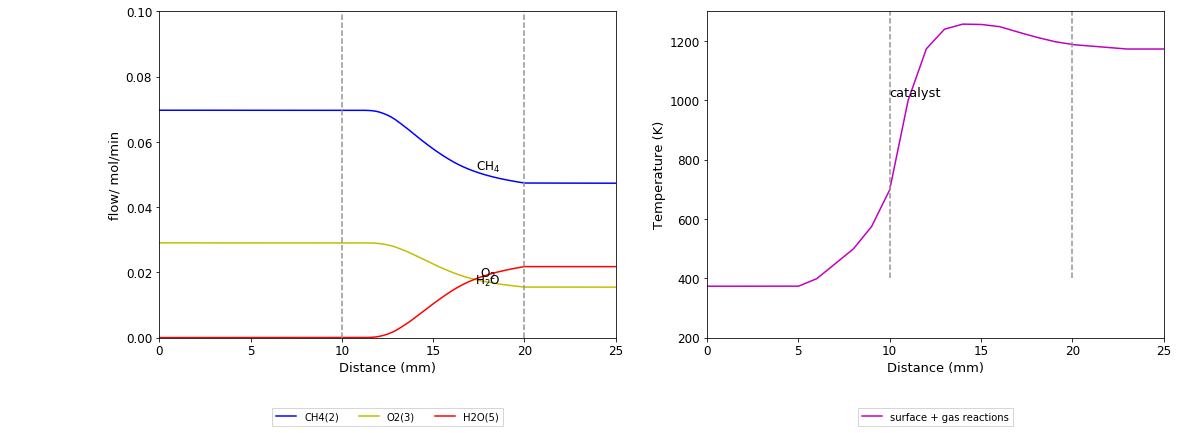 0.10
0.08
0.06
0.04
0.02
0.00
flow/ mol/min
CH₄
O₂
H₂O
0 5 10 15 20 25
Distance (mm)
CH4(2) O2(3) H2O(5)
1200
1000
800
600
400
200
Temperature (K)
catalyst
0 5 10 15 20 25
Distance (mm)
surface + gas reactions